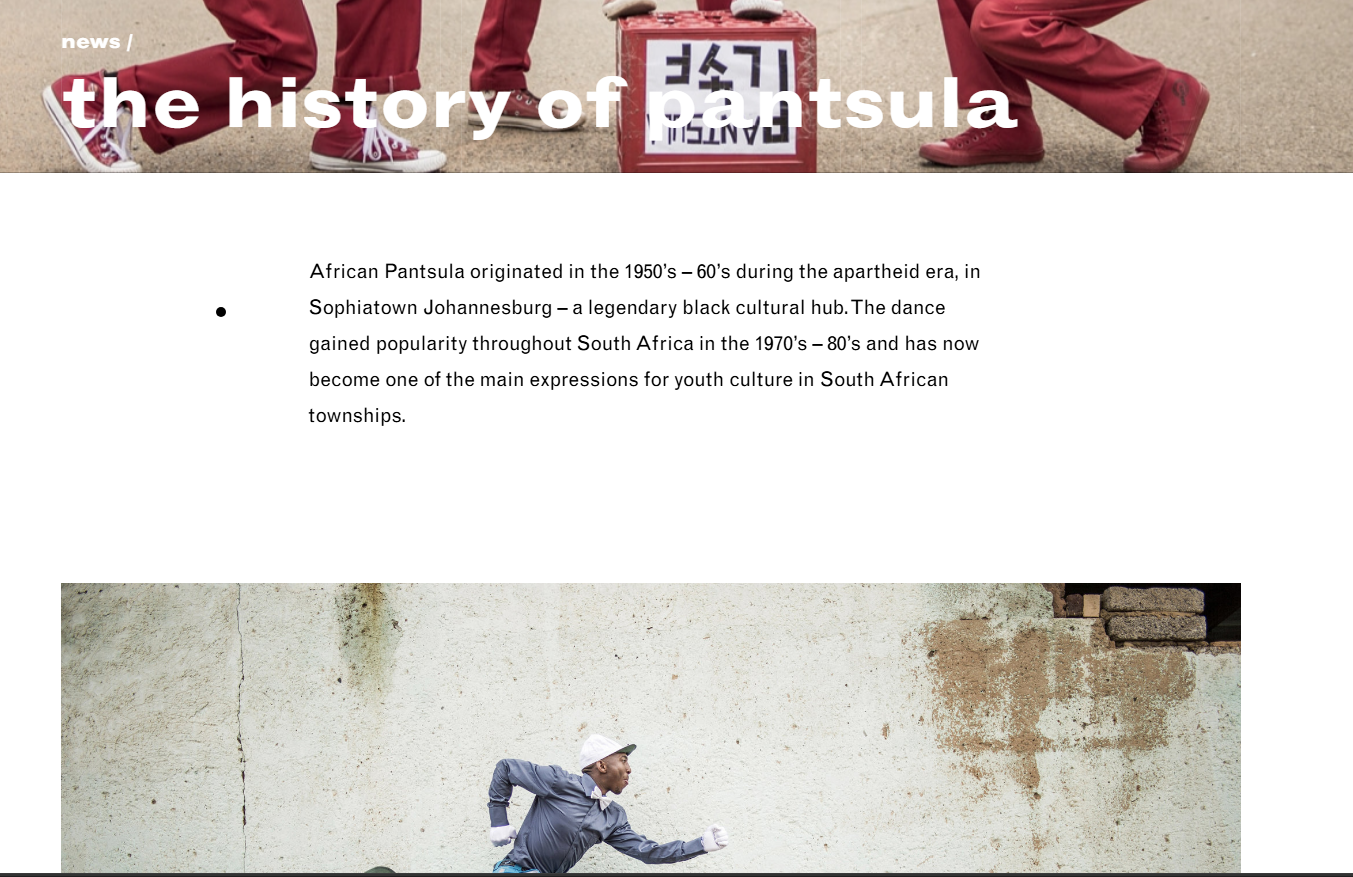 news /
the history of pantsula
PANTSUL
African Pantsula originated in the 1950’s – 60’s during the apartheid era, in
Sophiatown Johannesburg – a legendary black cultural hub. The dance
gained popularity throughout South Africa in the 1970’s – 80’s and has now
become one of the main expressions for youth culture in South African
townships.